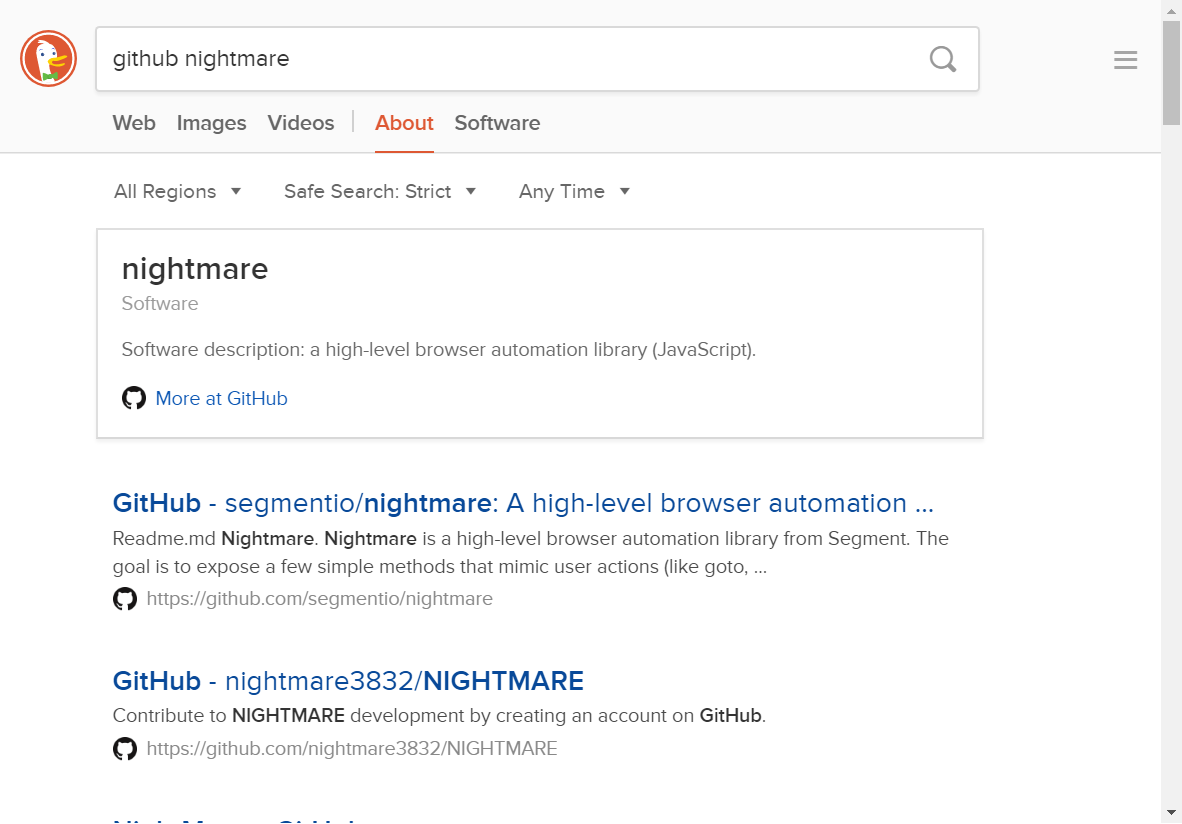 github nightmare
Web Images Videos About Software
All Regions Safe Search: Strict Any Time
nightmare
Software
Software description: a high-level browser automation library (JavaScript).
More at GitHub
GitHub - segmentio/nightmare: A high-level browser automation ...
Readme.md Nightmare. Nightmare is a high-level browser automation library from Segment. The
goal is to expose a few simple methods that mimic user actions (like goto, ...
https://github.com/segmentio/nightmare
GitHub - nightmare3832/NIGHTMARE
Contribute to NIGHTMARE development by creating an account on GitHub.
https://github.com/nightmare3832/NIGHTMARE